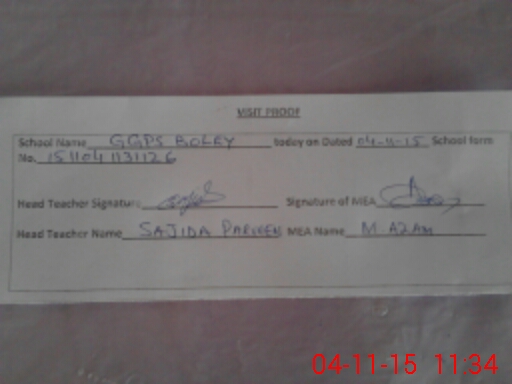 VISIT PROOF
School Name GGPS BOLEY today on Dated 04-11-15 School form
No. 1511041131126
Head Teacher Signature Signature of MEA
Head Teacher Name SAJIDA PARVEEN MEA Name M. AZAM
04-11-15 11:34